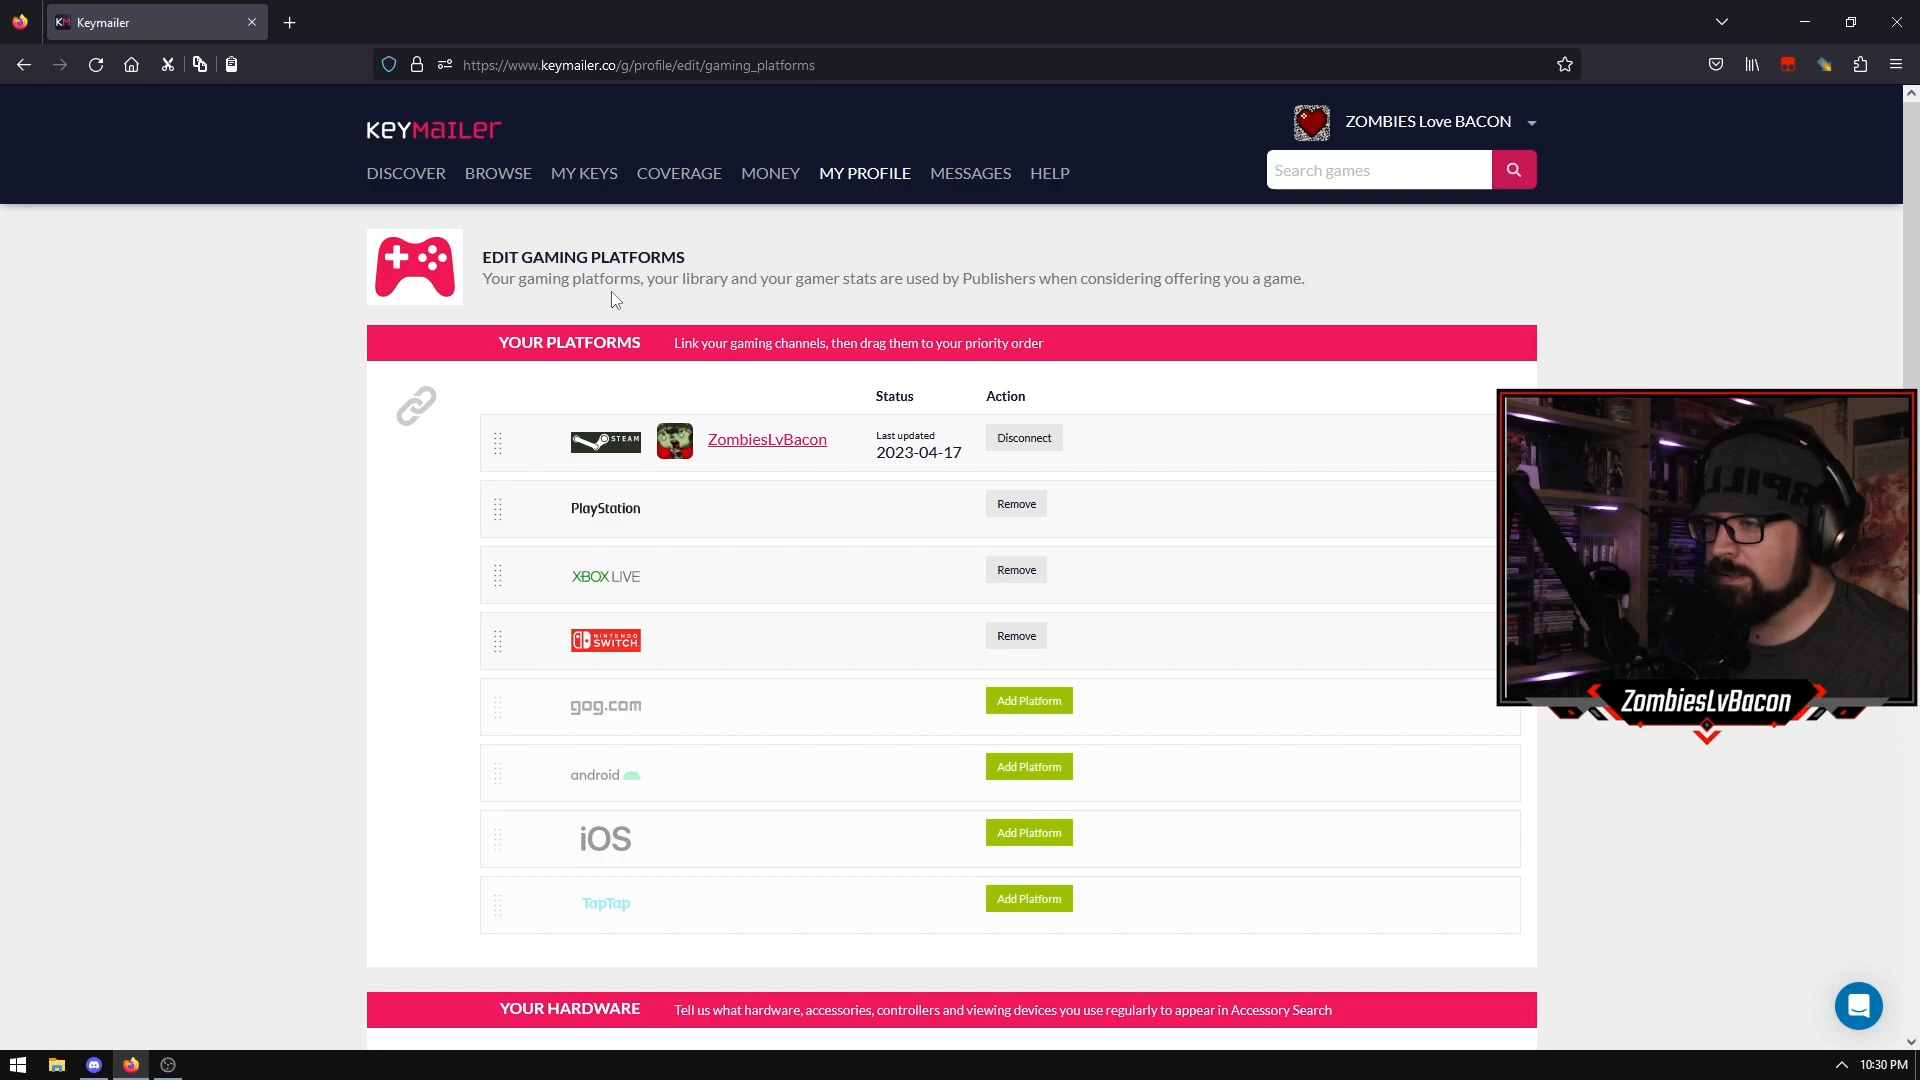 Keymailer
https://www.keymailer.co/g/profile/edit/gaming_platforms
KEYMAILER
ZOMBIES Love BACON
DISCOVER BROWSE MY KEYS COVERAGE MONEY MY PROFILE MESSAGES HELP
Search games
EDIT GAMING PLATFORMS
Your gaming platforms, your library and your gamer stats are used by Publishers when considering offering you a game.
YOUR PLATFORMS Link your gaming channels, then drag them to your priority order
Status Action
STEAM ZombiesLvBacon Last updated 2023-04-17 Disconnect
PlayStation Remove
XBOX LIVE Remove
NINTENDO SWITCH Remove
gog.com Add Platform
android Add Platform
iOS Add Platform
TapTap Add Platform
ZombiesLvBacon
YOUR HARDWARE Tell us what hardware, accessories, controllers and viewing devices you use regularly to appear in Accessory Search
10:30 PM